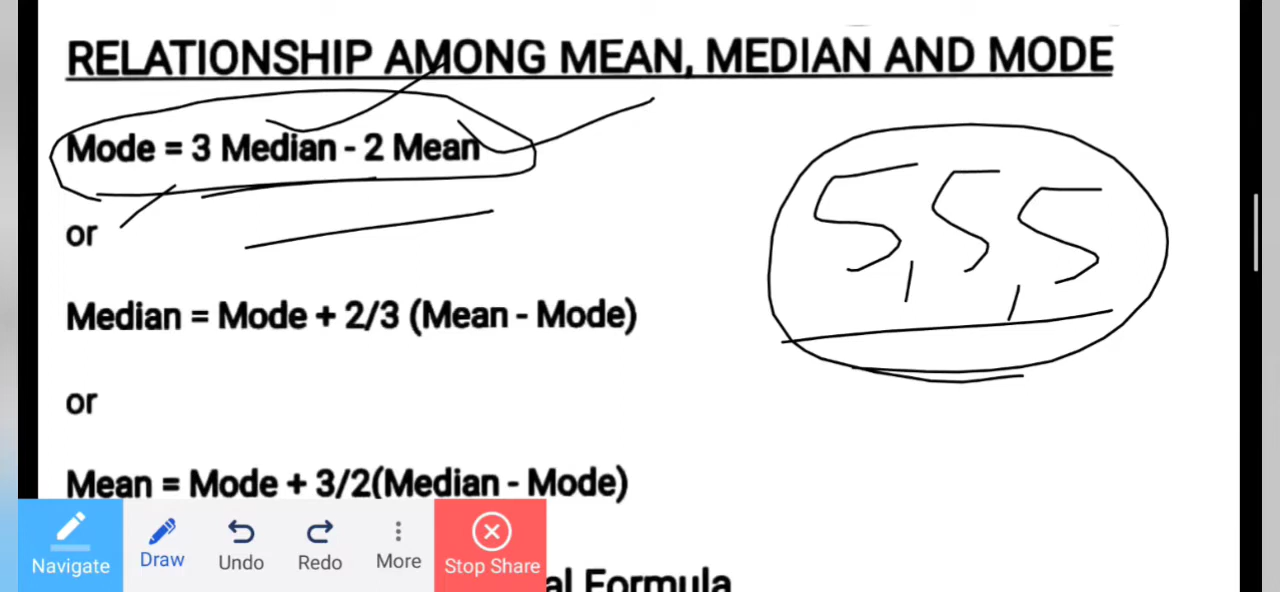 RELATIONSHIP AMONG MEAN, MEDIAN AND MODE
Mode = 3 Median - 2 Mean
5, 5, 5
or
Median = Mode + 2/3 (Mean - Mode)
or
Mean = Mode + 3/2(Median - Mode)
Navigate Draw Undo Redo More Stop Share
Formula